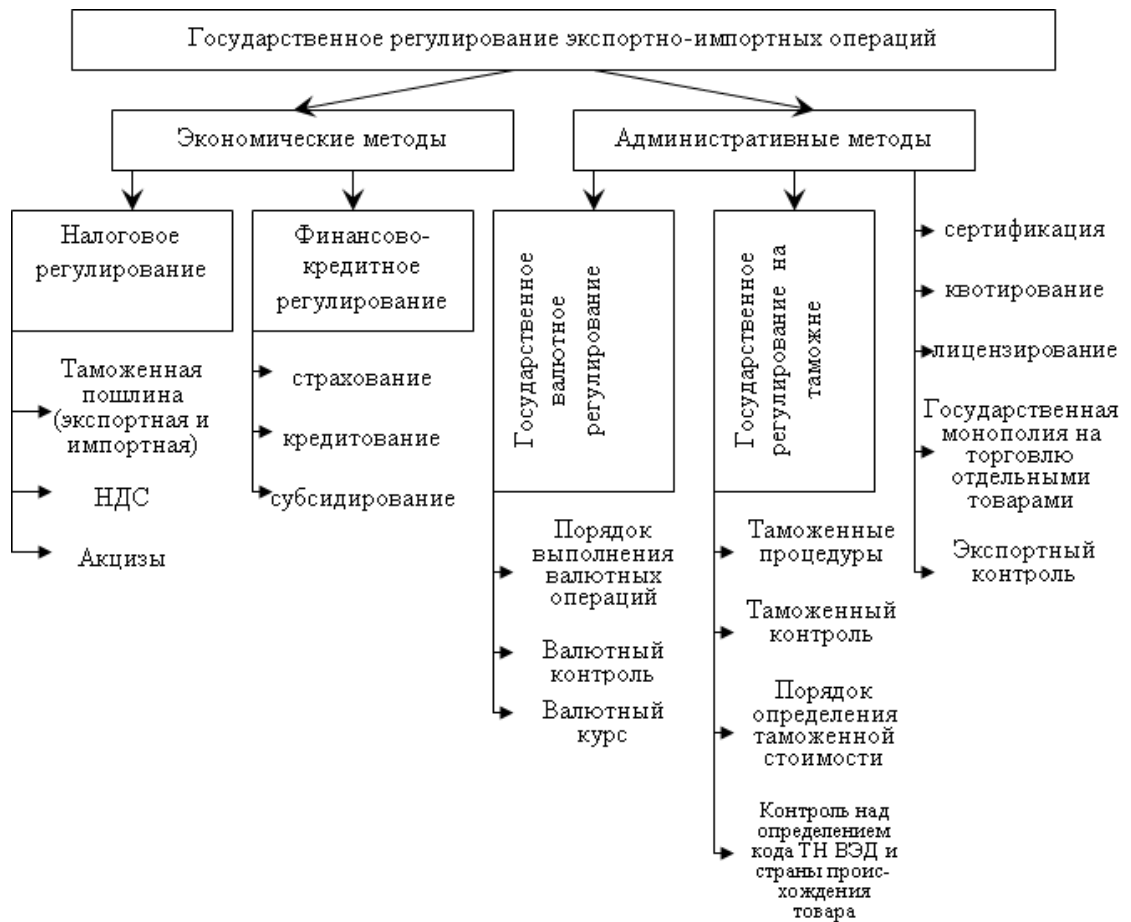 Государственное регулирование экспортно-импортных операций
Экономические методы
Административные методы
Налоговое
регулирование
Финансово-
кредитное
регулирование
Государственное
валютное
регулирование
Государственное
регулирование на
таможне
сертификация
квотирование
лицензирование
Государственная
монополия на
торговлю
отдельными
товарами
Экспортный
контроль
Таможенная
пошлина
(экспортная и
импортная)
НДС
Акцизы
страхование
кредитование
субсидирование
Порядок
выполнения
валютных
операций
Валютный
контроль
Валютный
курс
Таможенные
процедуры
Таможенный
контроль
Порядок
определения
таможенной
стоимости
Контроль над
определением
кода ТН ВЭД и
страны проис-
хождения
товара